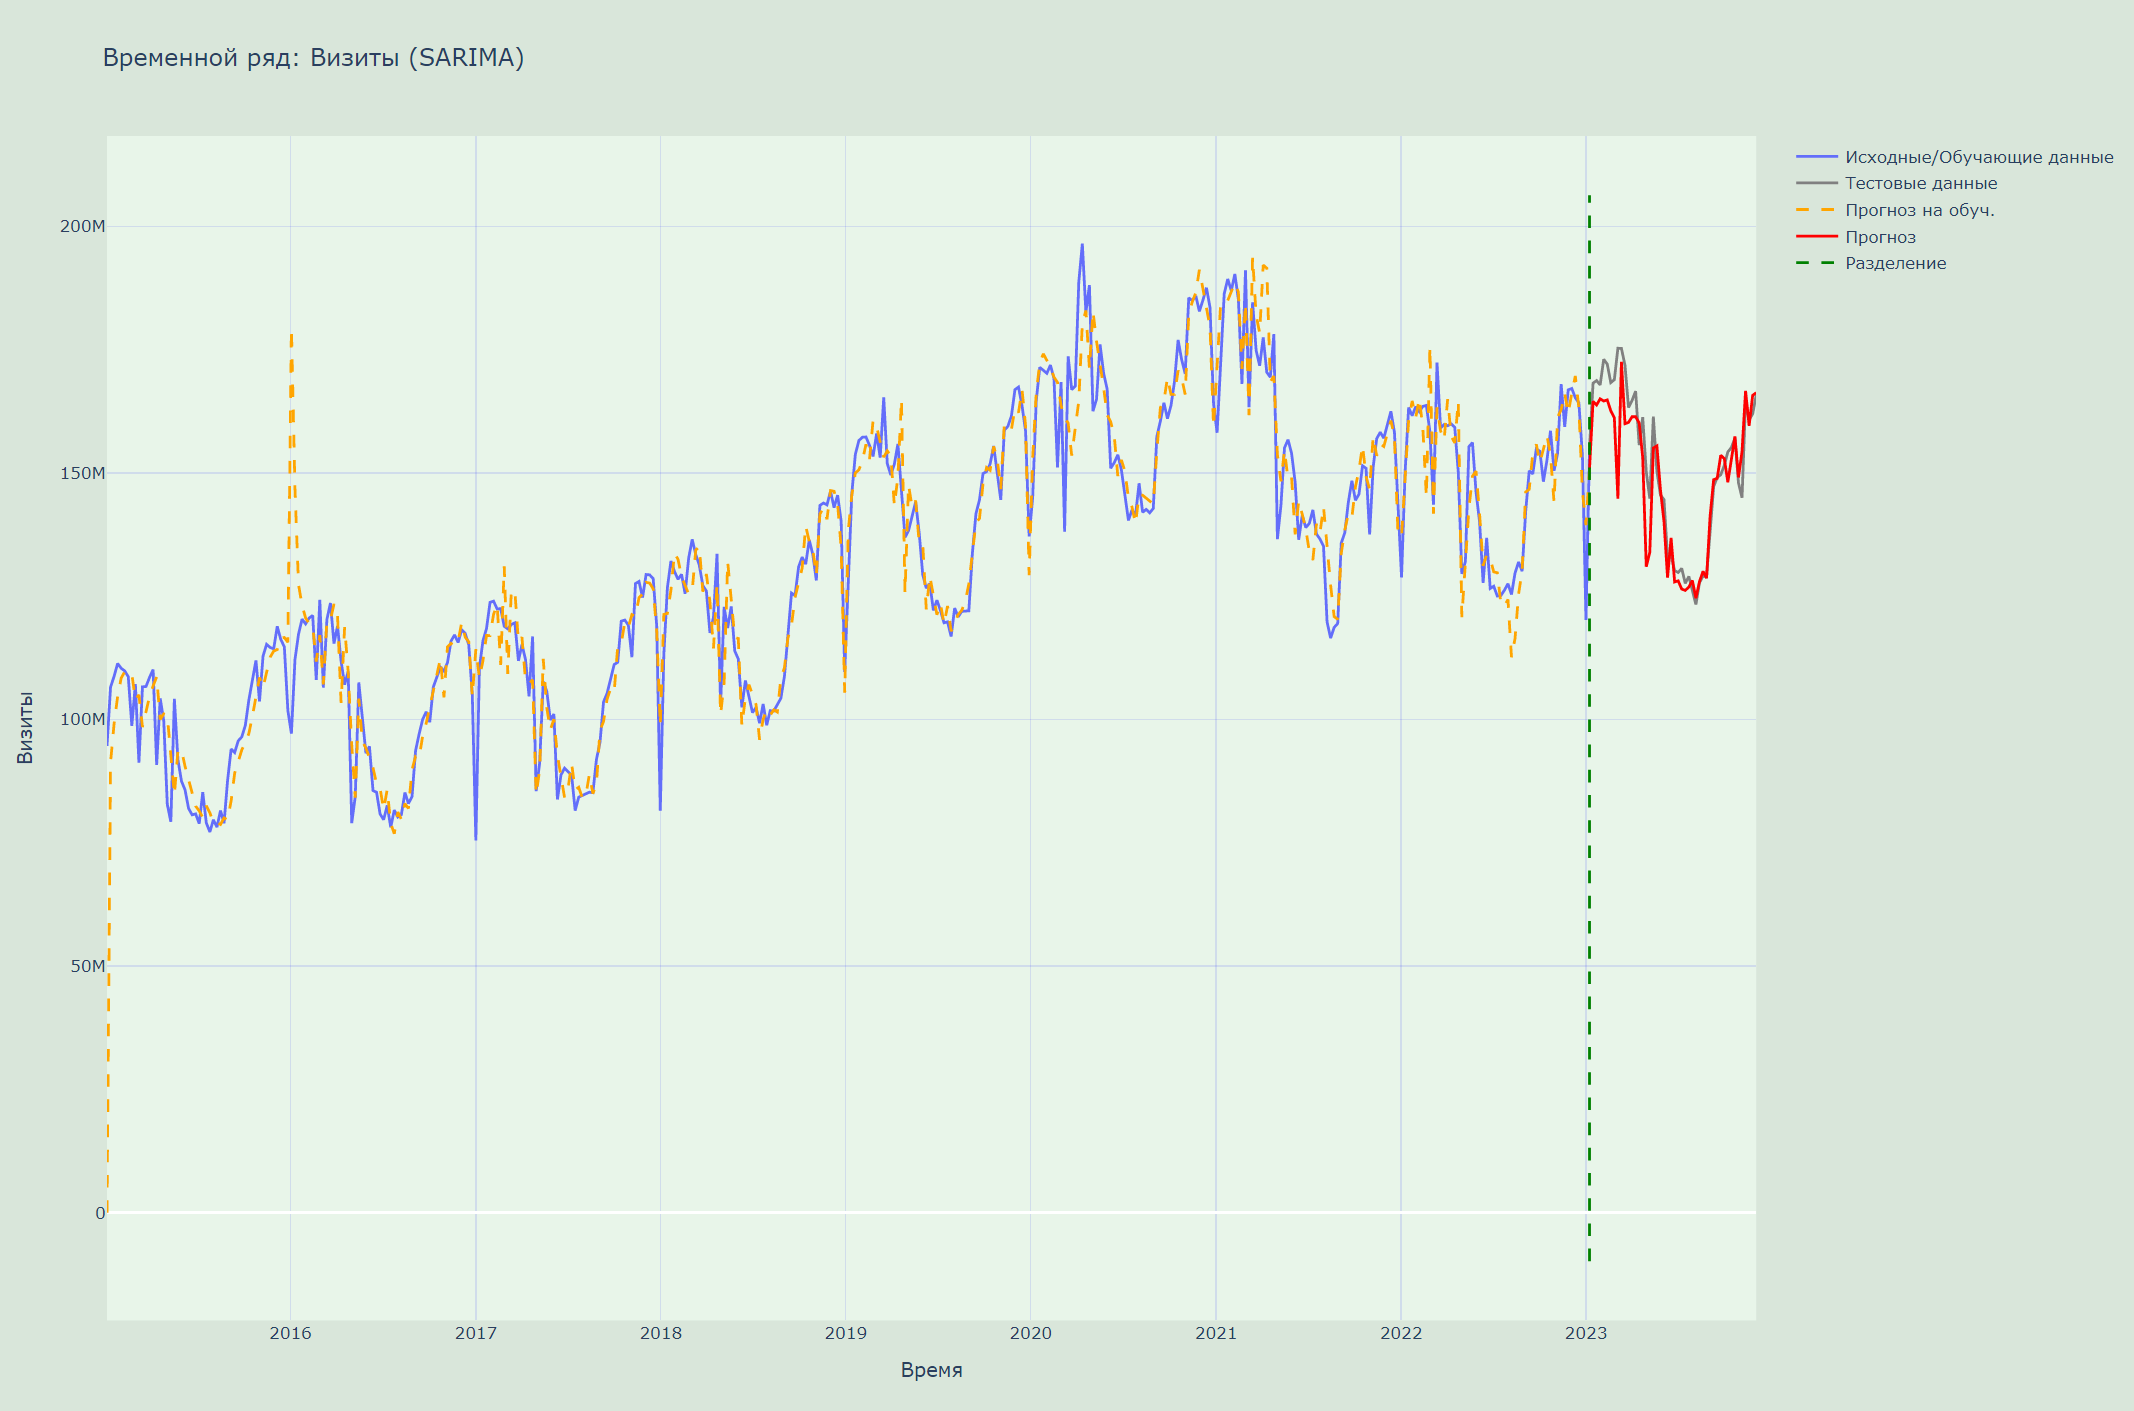 Временной ряд: Визиты (SARIMA)
Исходные/Обучающие данные
Тестовые данные
Прогноз на обуч.
Прогноз
Разделение
200M
150M
100M
50M
0
Визиты
2016 2017 2018 2019 2020 2021 2022 2023
Время